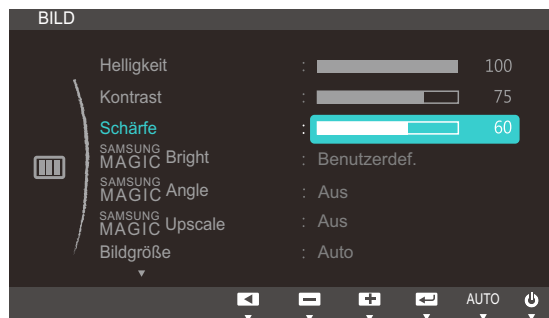 BILD
Helligkeit : 100
Kontrast : 75
Schärfe : 60
SAMSUNG MAGIC Bright : Benutzerdef.
SAMSUNG MAGIC Angle : Aus
SAMSUNG MAGIC Upscale : Aus
Bildgröße : Auto
AUTO